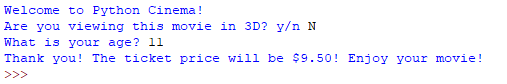 Welcome to Python Cinema!
Are you viewing this movie in 3D? y/n N
What is your age? 11
Thank you! The ticket price will be $9.50! Enjoy your movie!
>>>